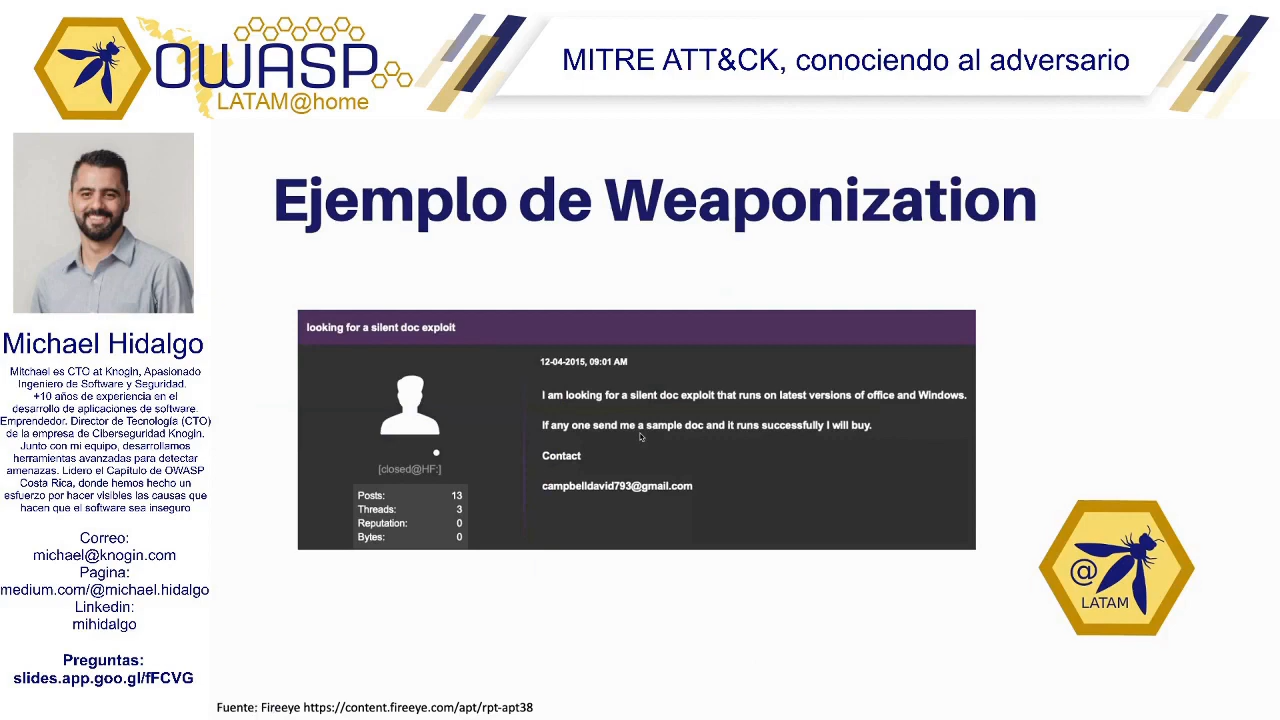 OWASP
LATAM@home
MITRE ATT&CK, conociendo al adversario
Ejemplo de Weaponization
Michael Hidalgo
Mitchael es CTO at Knogin, Apasionado
Ingeniero de Software y Seguridad.
+10 años de experiencia en el
desarrollo de aplicaciones de software.
Emprendedor. Director de Tecnología (CTO)
de la empresa de Ciberseguridad KnogIn.
Junto con mi equipo, desarrollamos
herramientas avanzadas para detectar
amenazas. Lidero el Capítulo de OWASP
Costa Rica, donde hemos hecho un
esfuerzo por hacer visibles las causas que
hacen que el software sea inseguro
Correo:
michael@knogin.com
Pagina:
medium.com/@michael.hidalgo
Linkedin:
mihidalgo
Preguntas:
slides.app.goo.gl/fFCVG
looking for a silent doc exploit
12-04-2015, 09:01 AM
I am looking for a silent doc exploit that runs on latest versions of office and Windows.
If any one send me a sample doc and it runs successfully I will buy.
Contact
campbelldavid793@gmail.com
[closed@HF:]
Posts: 13
Threads: 3
Reputation: 0
Bytes: 0
@
LATAM
Fuente: Fireeye https://content.fireeye.com/apt/rpt-apt38